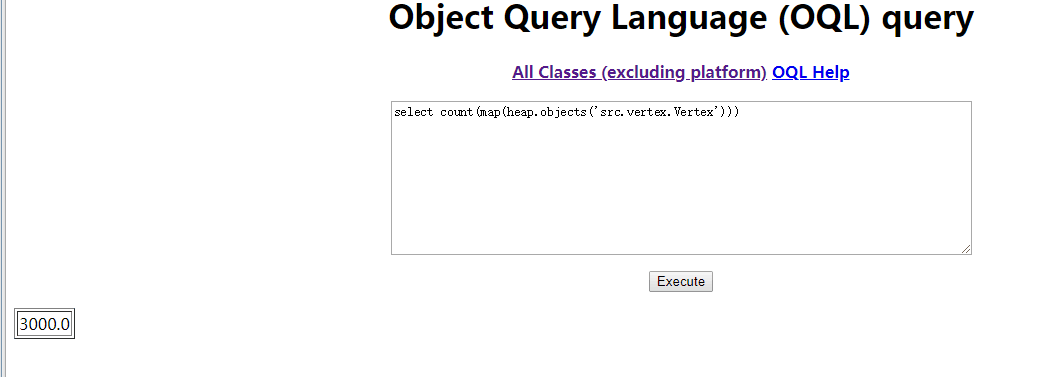 Object Query Language (OQL) query
All Classes (excluding platform) OQL Help
select count(map(heap.objects('src.vertex.Vertex')))
Execute
3000.0